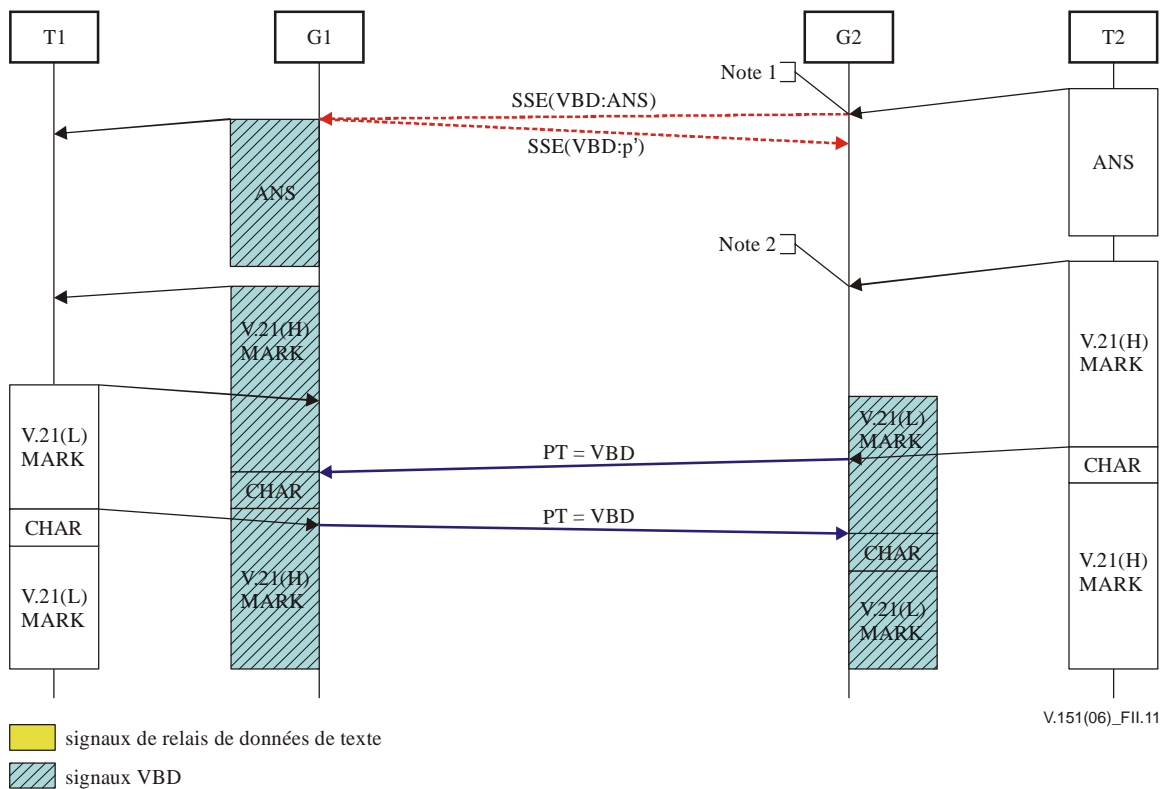 T1
G1
G2
T2
Note 1
SSE(VBD:ANS)
SSE(VBD:p')
ANS
ANS
Note 2
V.21(H)
MARK
V.21(H)
MARK
V.21(L)
MARK
V.21(L)
MARK
PT = VBD
CHAR
CHAR
CHAR
PT = VBD
CHAR
V.21(H)
MARK
V.21(H)
MARK
V.21(L)
MARK
V.21(L)
MARK
V.151(06)_FII.11
signaux de relais de données de texte
signaux VBD